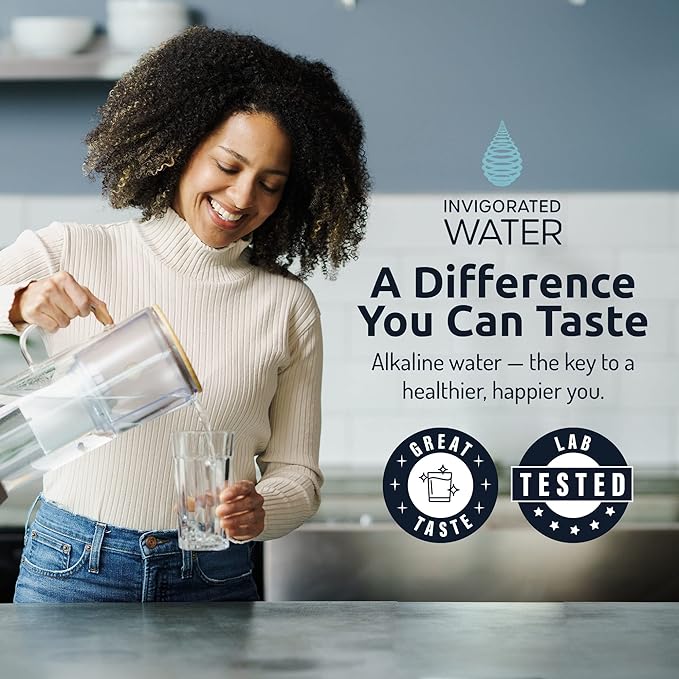 INVIGORATED
WATER
A Difference
You Can Taste
Alkaline water — the key to a
healthier, happier you.
GREAT
TASTE
LAB
TESTED